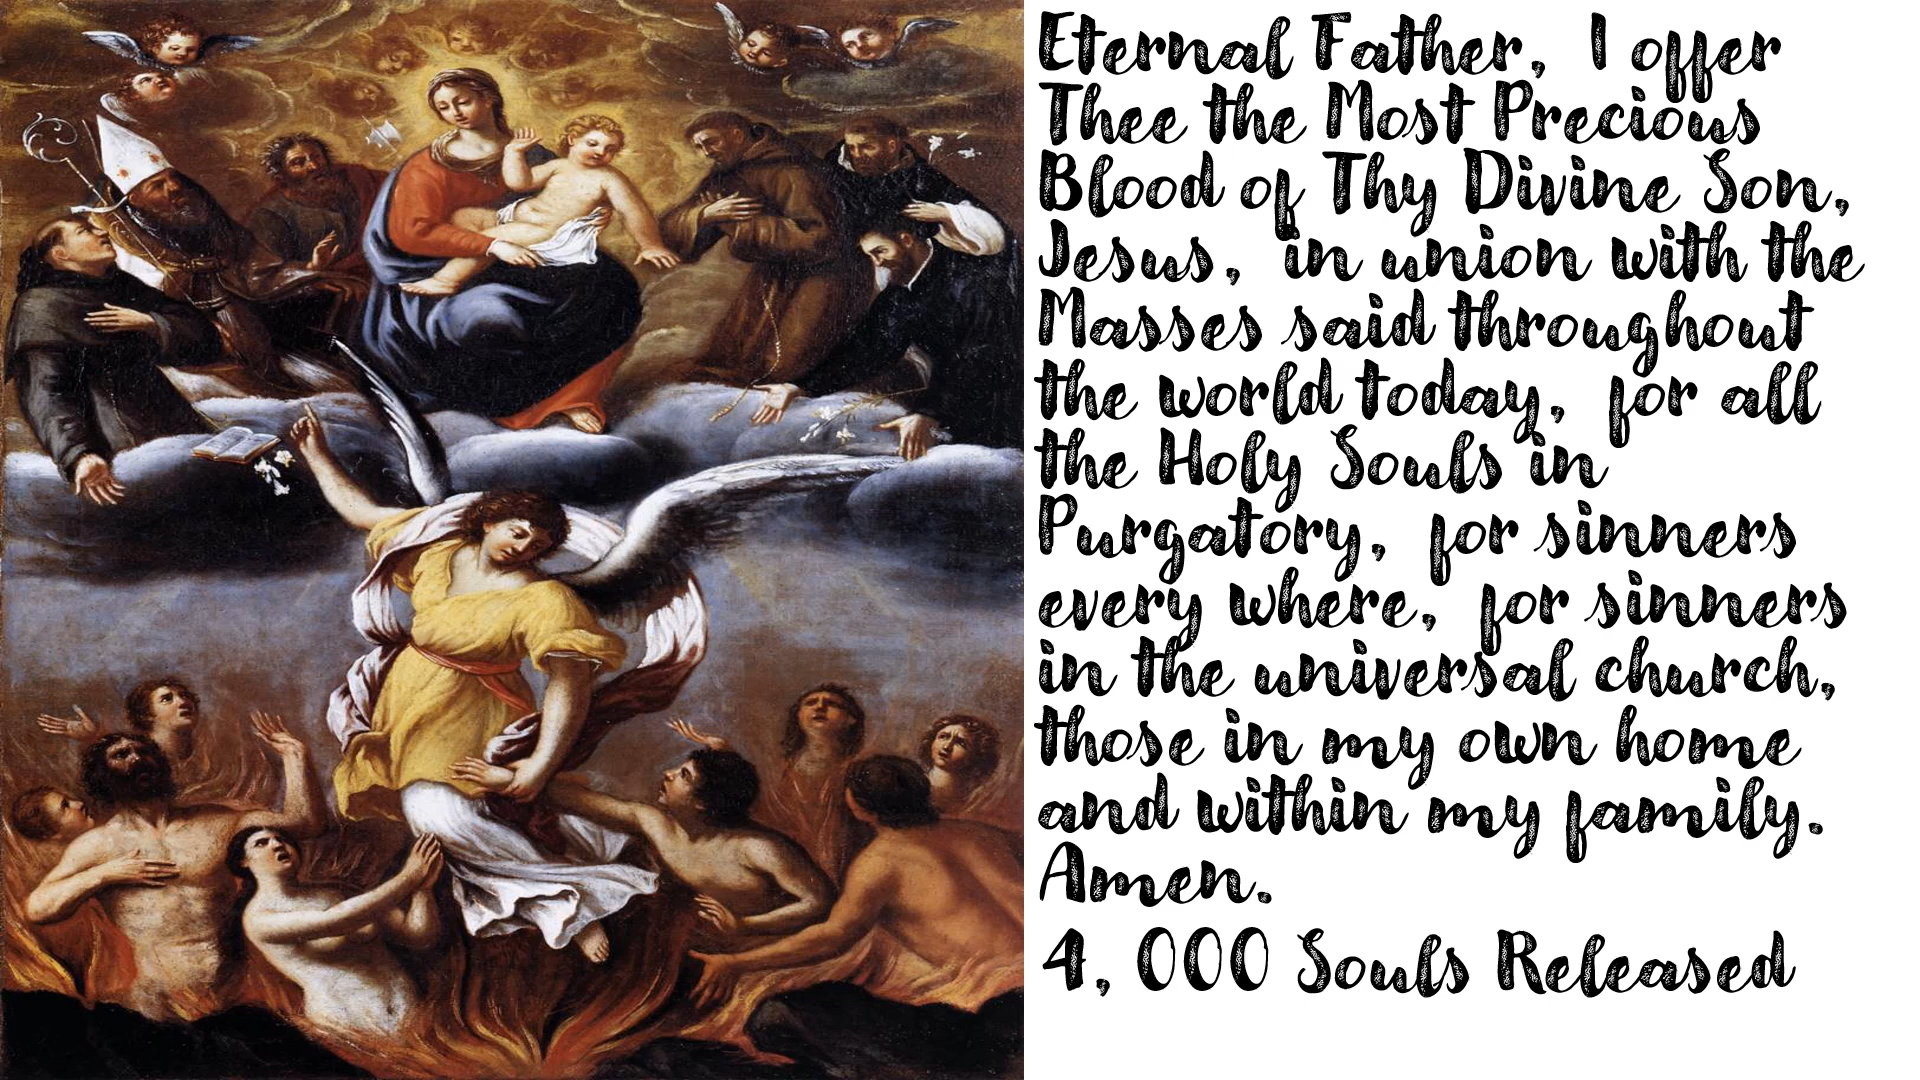 Eternal Father, I offer
Thee the Most Precious
Blood of Thy Divine Son,
Jesus, in union with the
Masses said throughout
the world today, for all
the Holy Souls in
Purgatory, for sinners
every where, for sinners
in the universal church,
those in my own home
and within my family.
Amen.
4, 000 Souls Released